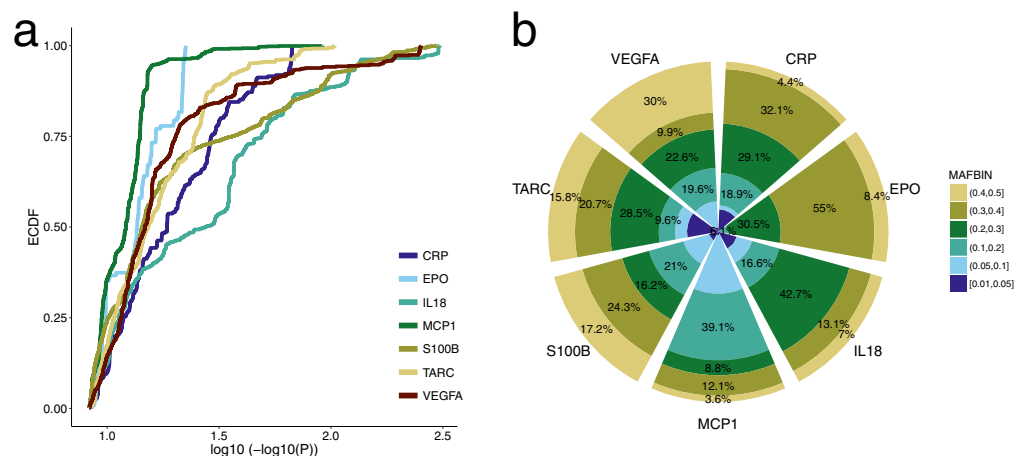 a
ECDF
1.00
0.75
0.50
0.25
0.00
1.0
1.5
2.0
2.5
log10 (−log10(P))
CRP
EPO
IL18
MCP1
S100B
TARC
VEGFA
b
VEGFA
30%
9.9%
22.6%
19.6%
CRP
4.4%
32.1%
29.1%
18.9%
EPO
8.4%
55%
30.5%
IL18
7%
13.1%
42.7%
16.6%
MCP1
39.1%
8.8%
12.1%
3.6%
S100B
17.2%
24.3%
16.2%
21%
TARC
15.8%
20.7%
28.5%
9.6%
MAFBIN
(0.4,0.5]
(0.3,0.4]
(0.2,0.3]
(0.1,0.2]
(0.05,0.1]
[0.01,0.05]